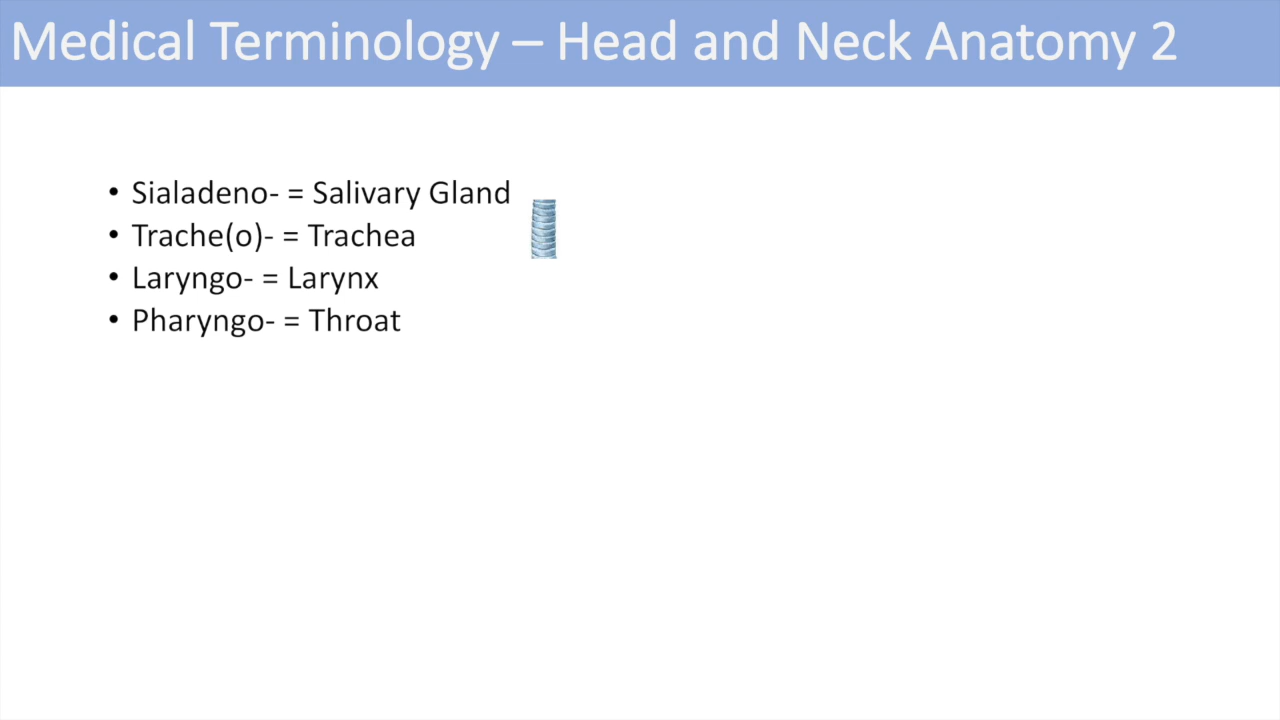 Medical Terminology – Head and Neck Anatomy 2
• Sialadeno- = Salivary Gland
• Trache(o)- = Trachea
• Laryngo- = Larynx
• Pharyngo- = Throat